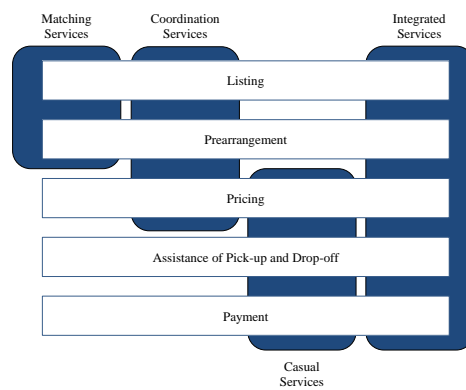 Matching
Services
Coordination
Services
Integrated
Services
Listing
Prearrangement
Pricing
Assistance of Pick-up and Drop-off
Payment
Casual
Services